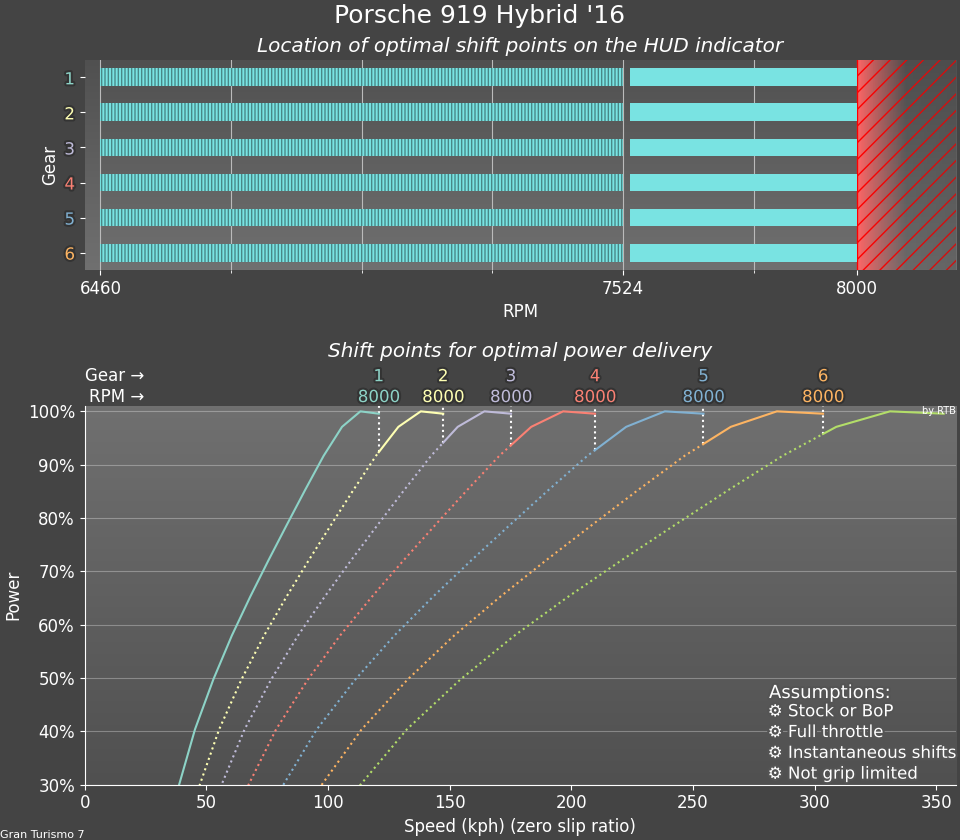 Porsche 919 Hybrid '16
Location of optimal shift points on the HUD indicator
Gear
1
2
3
4
5
6
6460 7524 8000
RPM
Shift points for optimal power delivery
Gear → 1 2 3 4 5 6
RPM → 8000 8000 8000 8000 8000 8000
by RTB
Power
100%
90%
80%
70%
60%
50%
40%
30%
Assumptions:
⚙ Stock or BoP
⚙ Full throttle
⚙ Instantaneous shifts
⚙ Not grip limited
0 50 100 150 200 250 300 350
Speed (kph) (zero slip ratio)
Gran Turismo 7